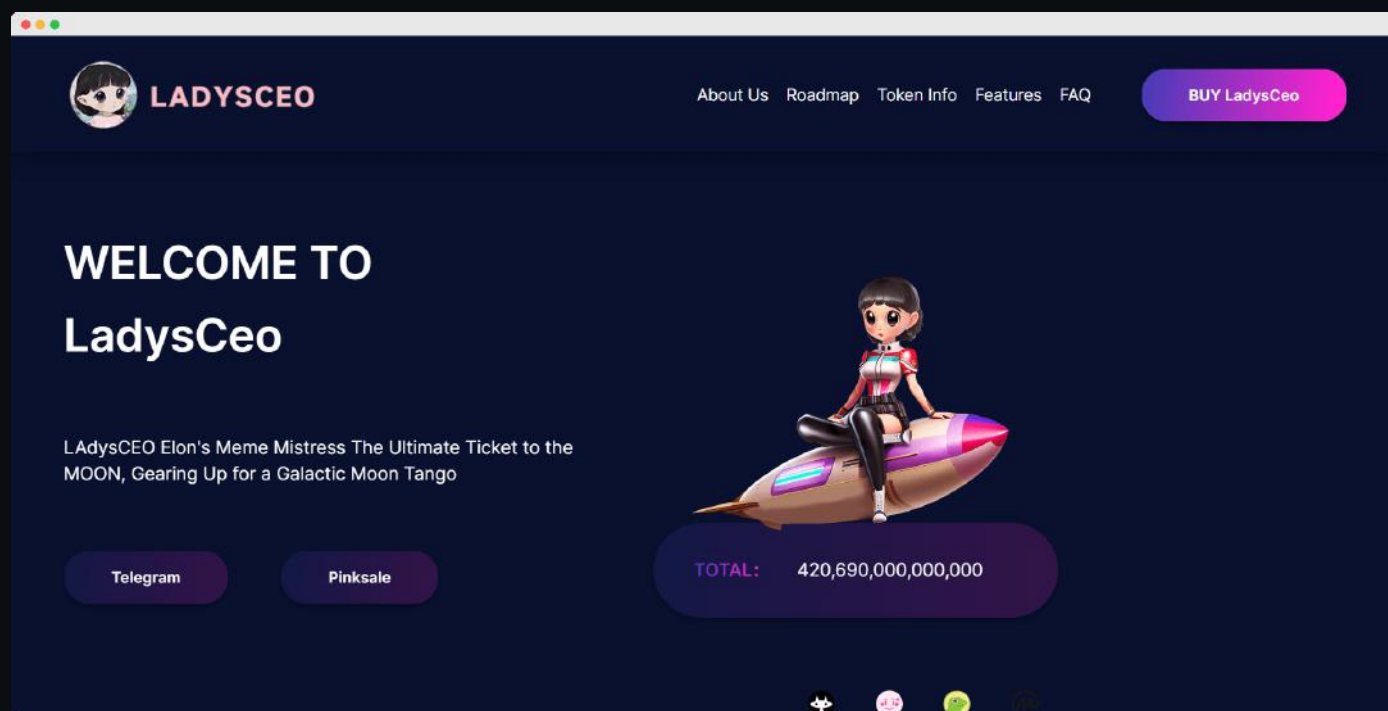 LADYSCEO
About Us Roadmap Token Info Features FAQ
BUY LadysCeo
WELCOME TO
LadysCeo
LAdysCEO Elon's Meme Mistress The Ultimate Ticket to the
MOON, Gearing Up for a Galactic Moon Tango
Telegram
Pinksale
TOTAL: 420,690,000,000,000